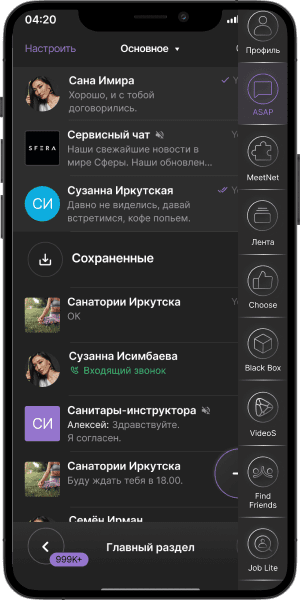 04:20
Настроить
Основное
Сана Имира
Хорошо, и с тобой
договорились.
SFERA
Сервисный чат
Наши свежайшие новости в
мире Сферы. Наши обновлен...
СИ
Сузанна Иркутская
Давно не виделись, давай
встретимся, кофе попьем.
Сохраненные
Санатории Иркутска
ОК
Сузанна Исимбаева
Входящий звонок
СИ
Санитары-инструктора
Алексей: Здравствуйте.
Я согласен.
Санатории Иркутска
Буду ждать тебя в 18.00.
Семён Ирман
Главный раздел
999K+
Профиль
ASAP
MeetNet
Лента
Choose
Black Box
VideoS
Find
Friends
Job Lite